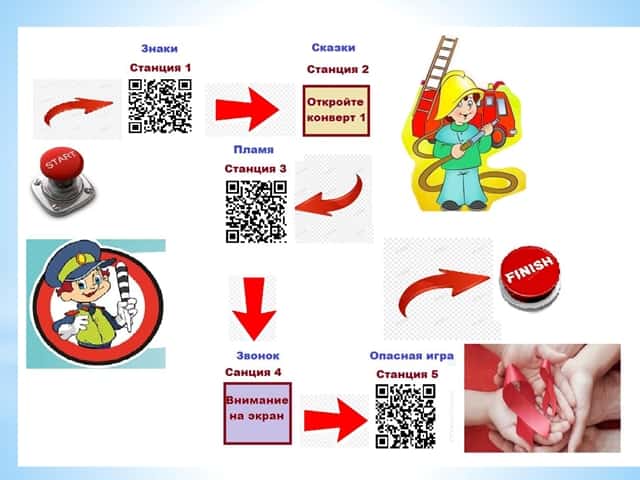 Знаки
Станция 1
Сказки
Станция 2
Откройте
конверт 1
START
Пламя
Станция 3
FINISH
Звонок
Санция 4
Внимание
на экран
Опасная игра
Станция 5